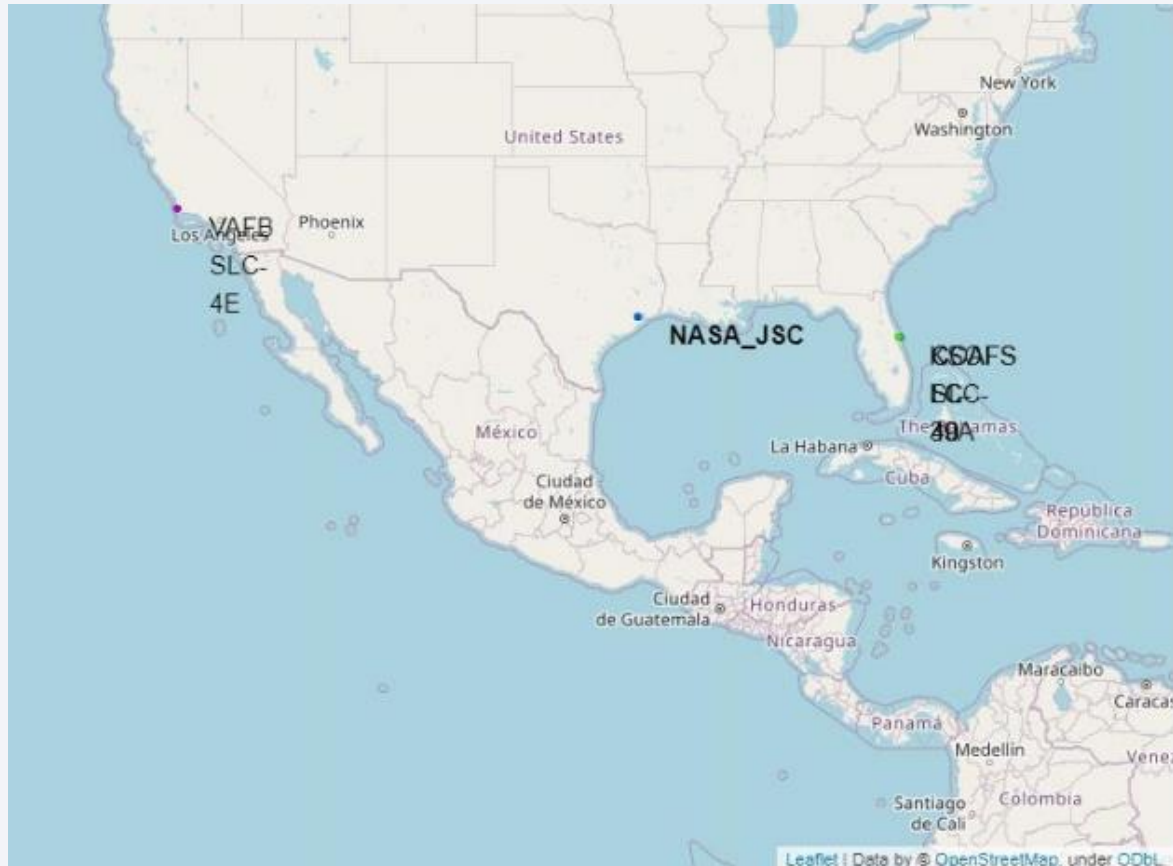 New York
Washington
United States
Phoenix
Los Angeles
VAFB
SLC-
4E
NASA_JSC
The Bahamas
La Habana
Cuba
México
Ciudad
de México
República
Dominicana
Kingston
Ciudad
de Guatemala
Honduras
Nicaragua
Maracaibo
Caracas
Panamá
Medellín
Colombia
Santiago
de Cali
Leaflet | Data by © OpenStreetMap, under ODbL.